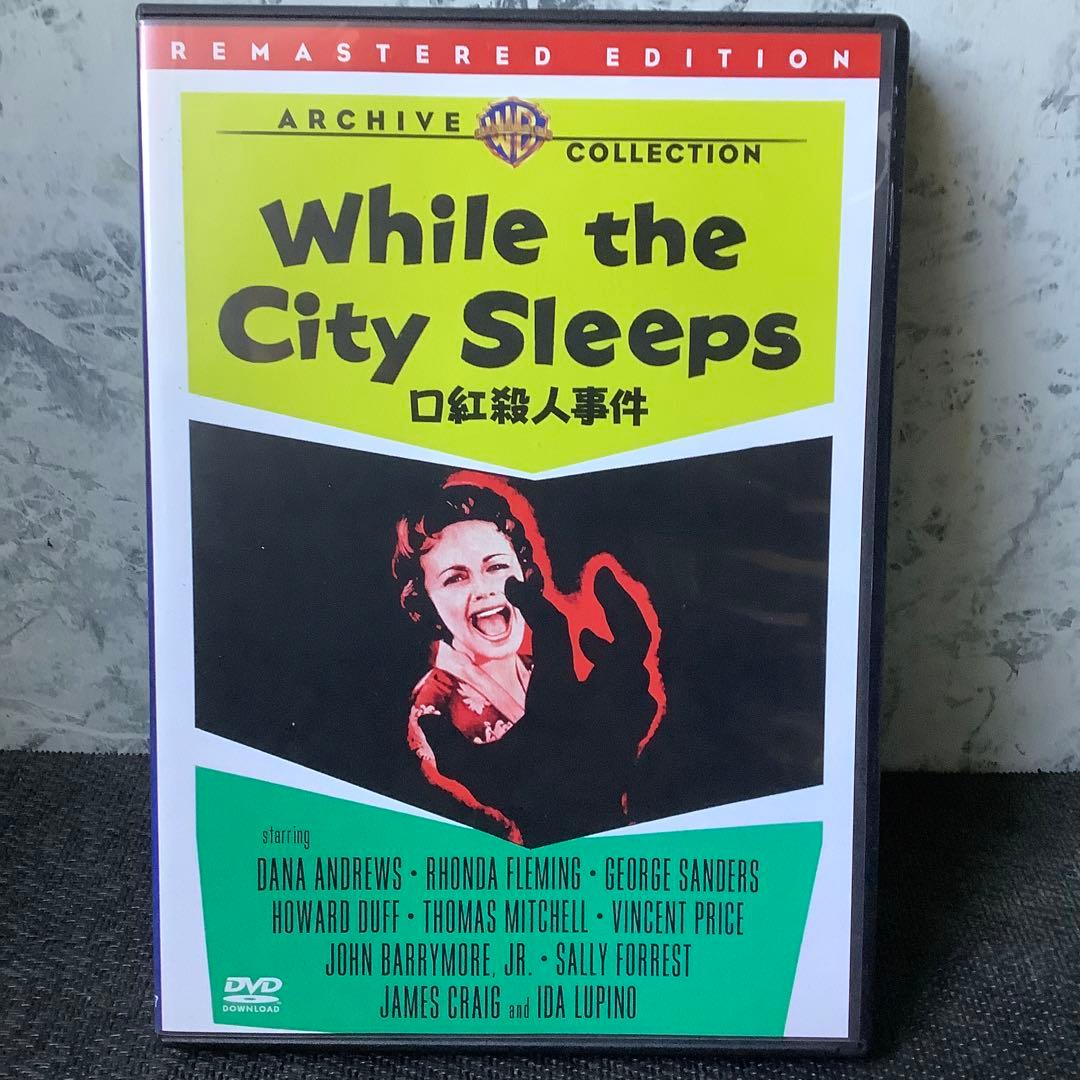 REMASTERED EDITION
ARCHIVE WB COLLECTION
While the
City Sleeps
口紅殺人事件
starring
DANA ANDREWS · RHONDA FLEMING · GEORGE SANDERS
HOWARD DUFF · THOMAS MITCHELL · VINCENT PRICE
JOHN BARRYMORE, JR. · SALLY FORREST
JAMES CRAIG and IDA LUPINO
DVD
DOWNLOAD